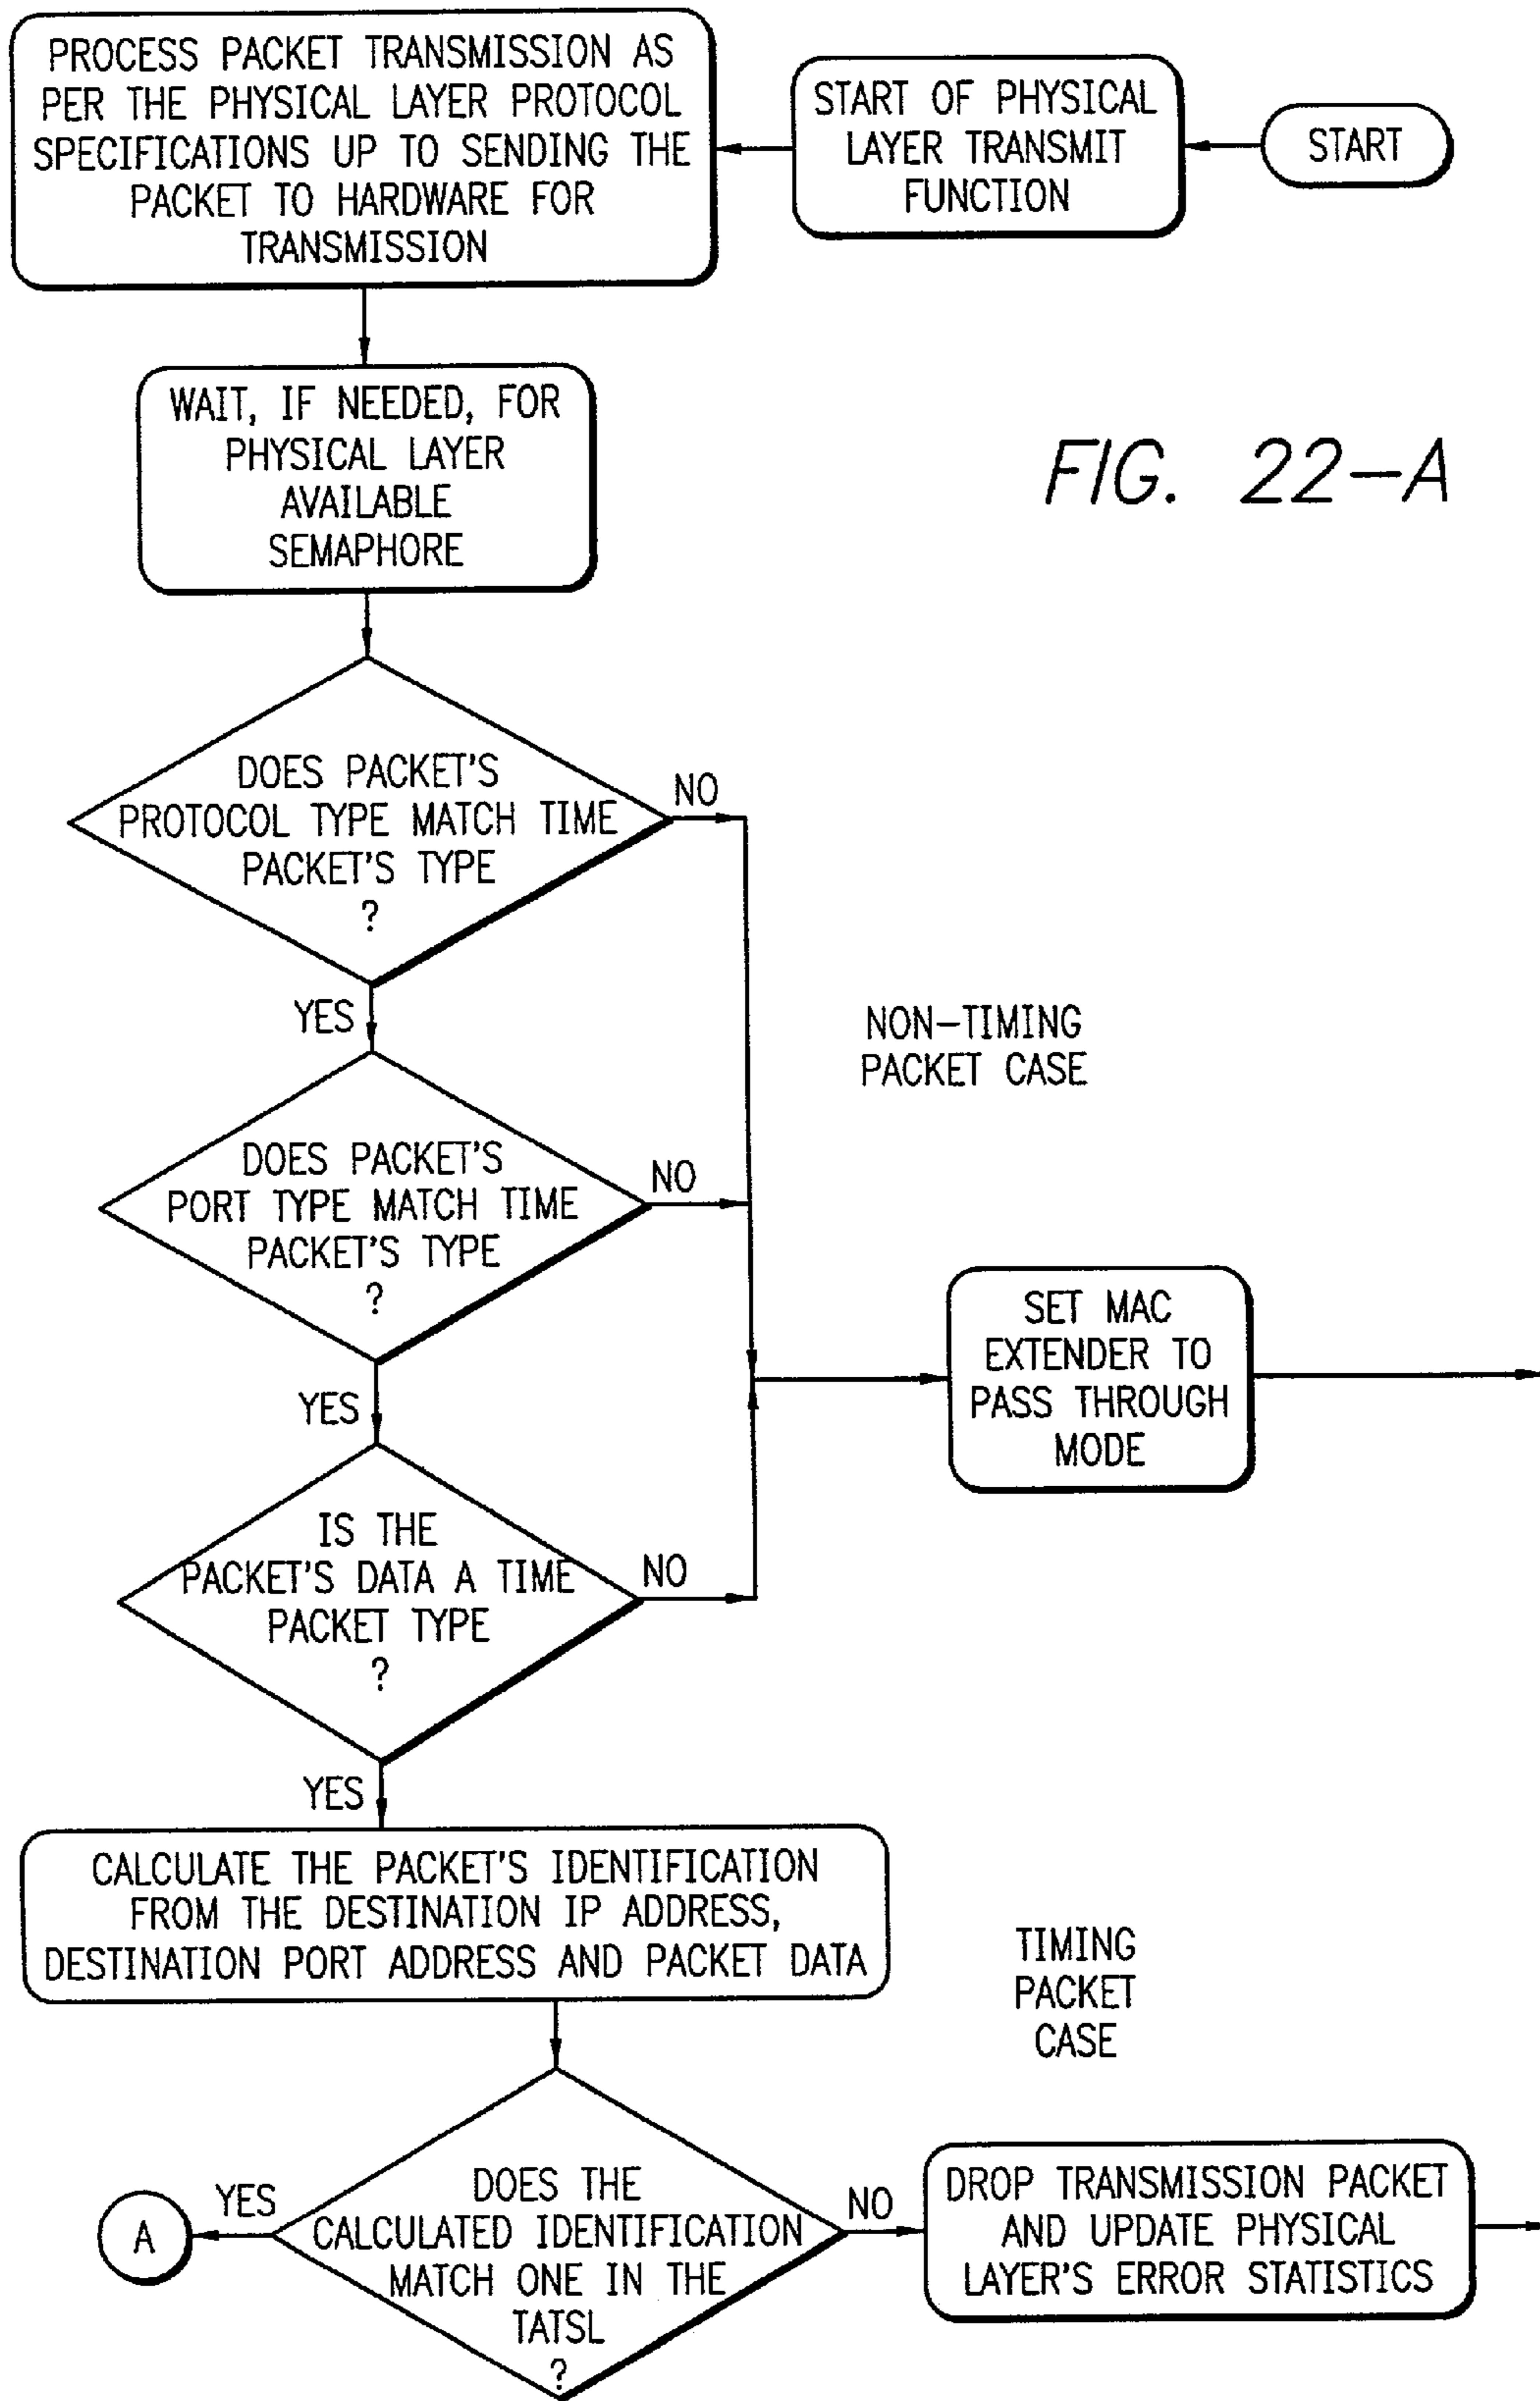 PROCESS PACKET TRANSMISSION AS
PER THE PHYSICAL LAYER PROTOCOL
SPECIFICATIONS UP TO SENDING THE
PACKET TO HARDWARE FOR
TRANSMISSION
START OF PHYSICAL
LAYER TRANSMIT
FUNCTION
START
WAIT, IF NEEDED, FOR
PHYSICAL LAYER
AVAILABLE
SEMAPHORE
FIG. 22-A
DOES PACKET'S
PROTOCOL TYPE MATCH TIME
PACKET'S TYPE
?
NO
YES
NON-TIMING
PACKET CASE
DOES PACKET'S
PORT TYPE MATCH TIME
PACKET'S TYPE
?
NO
YES
SET MAC
EXTENDER TO
PASS THROUGH
MODE
IS THE
PACKET'S DATA A TIME
PACKET TYPE
?
NO
YES
CALCULATE THE PACKET'S IDENTIFICATION
FROM THE DESTINATION IP ADDRESS,
DESTINATION PORT ADDRESS AND PACKET DATA
TIMING
PACKET
CASE
A
YES
DOES THE
CALCULATED IDENTIFICATION
MATCH ONE IN THE
TATSL
?
NO
DROP TRANSMISSION PACKET
AND UPDATE PHYSICAL
LAYER'S ERROR STATISTICS